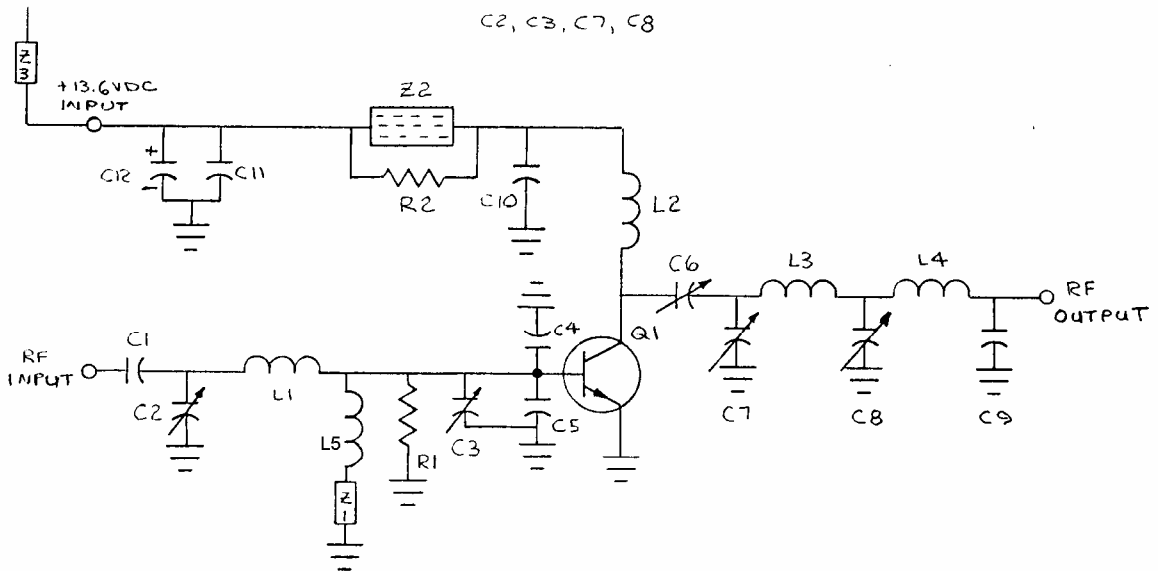 C2, C3, C7, C8
Z3
+13.6VDC
INPUT
Z2
+
C12
-
C11
R2
C10
L2
C6
L3
L4
RF
OUTPUT
C4
Q1
C1
RF
INPUT
C2
L1
L5
R1
C3
C5
C7
C8
C9
Z1